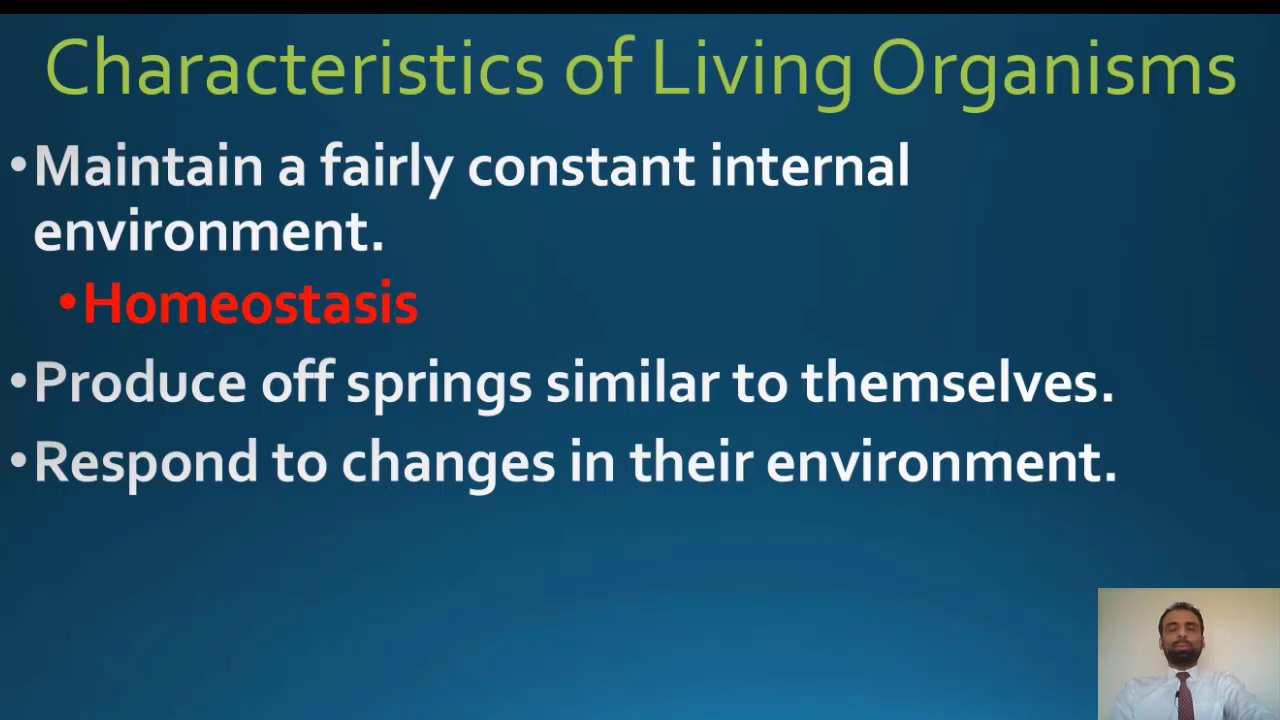 Characteristics of Living Organisms
•Maintain a fairly constant internal
environment.
•Homeostasis
•Produce off springs similar to themselves.
•Respond to changes in their environment.